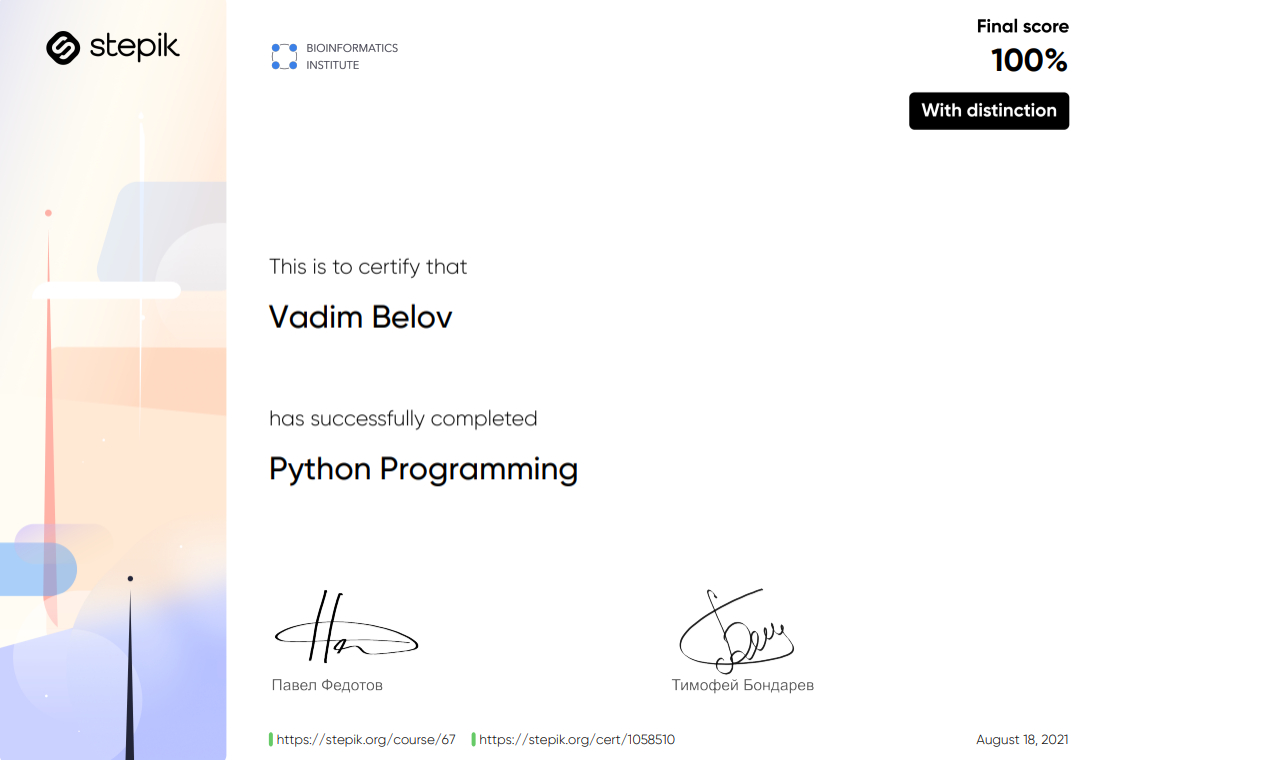 stepik
BIOINFORMATICS
INSTITUTE
Final score
100%
With distinction
This is to certify that
Vadim Belov
has successfully completed
Python Programming
Павел Федотов
Тимофей Бондарев
https://stepik.org/course/67
https://stepik.org/cert/1058510
August 18, 2021